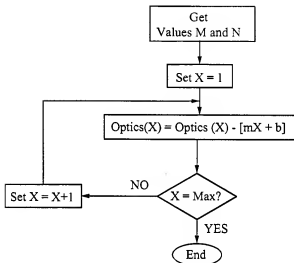 Get
Values M and N
Set X = 1
Optics(X) = Optics (X) - [mX + b]
NO
Set X = X+1
X = Max?
YES
End